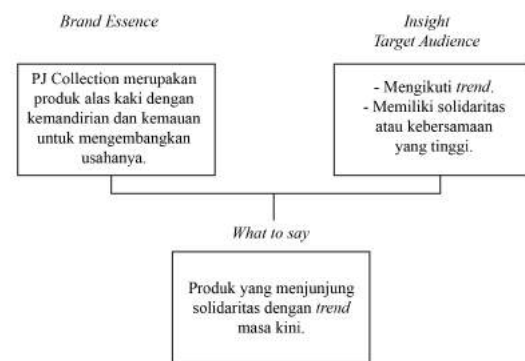 Brand Essence
PJ Collection merupakan
produk alas kaki dengan
kemandirian dan kemauan
untuk mengembangkan
usahanya.
Insight
Target Audience
- Mengikuti trend.
- Memiliki solidaritas
atau kebersamaan
yang tinggi.
What to say
Produk yang menjunjung
solidaritas dengan trend
masa kini.